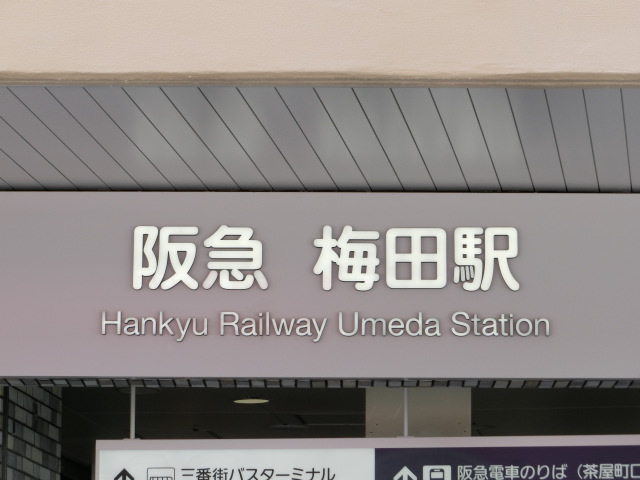 阪急 梅田駅
Hankyu Railway Umeda Station
三番街バスターミナル
阪急電車のりば（茶屋町口